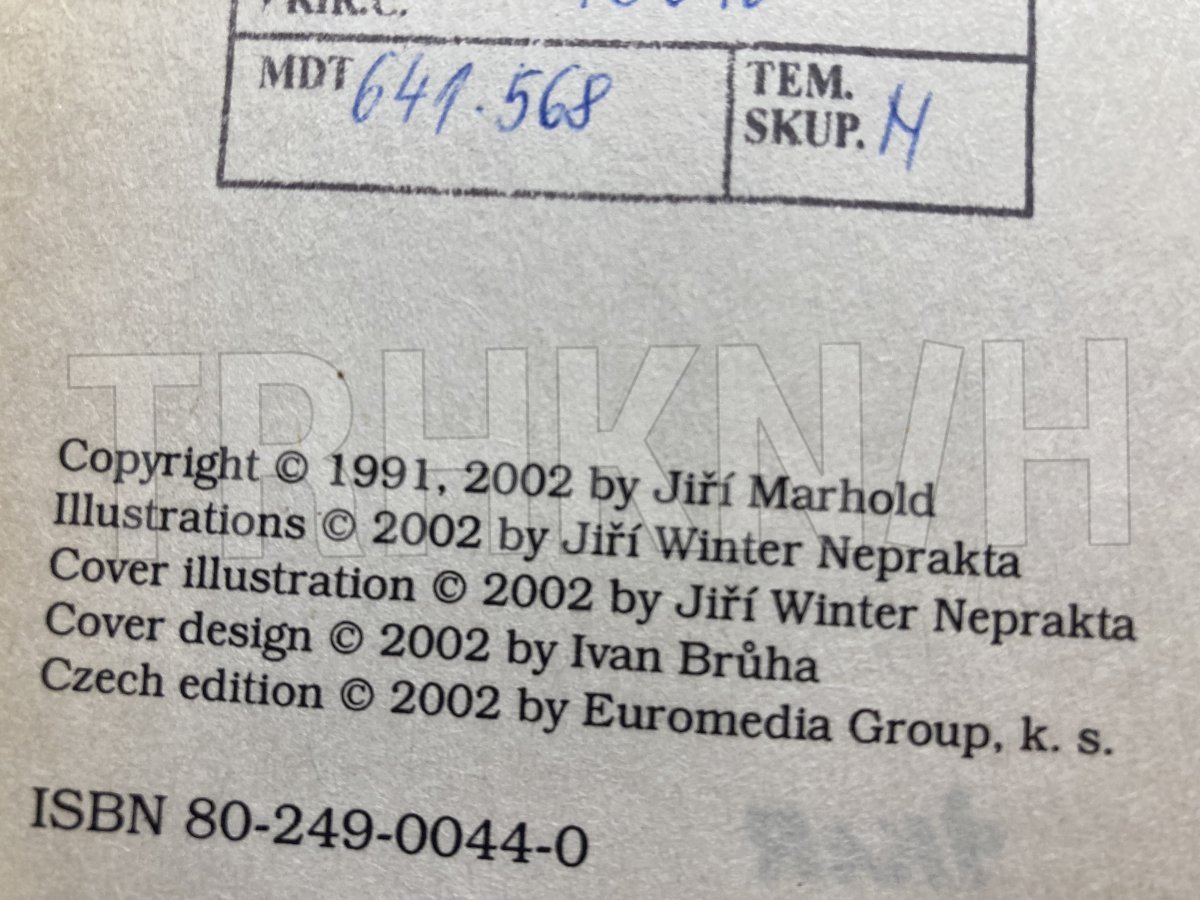 MDT 641.568
TEM.
SKUP. M
TRHKNIH
Copyright © 1991, 2002 by Jiří Marhold
Illustrations © 2002 by Jiří Winter Neprakta
Cover illustration © 2002 by Jiří Winter Neprakta
Cover design © 2002 by Ivan Brůha
Czech edition © 2002 by Euromedia Group, k. s.
ISBN 80-249-0044-0